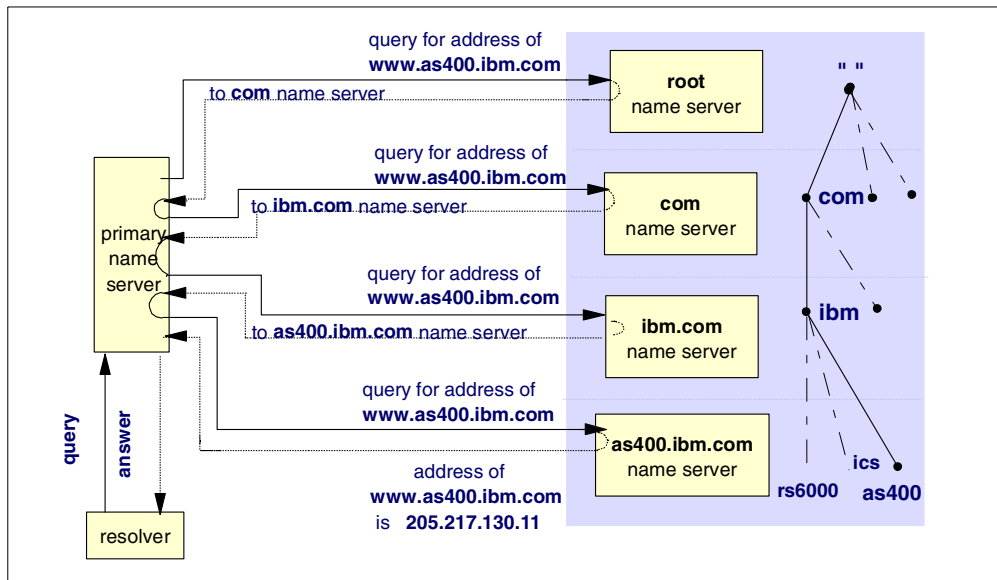 query for address of
www.as400.ibm.com
to com name server
root
name server
" "
query for address of
www.as400.ibm.com
to ibm.com name server
com
name server
com
primary
name
server
query for address of
www.as400.ibm.com
to as400.ibm.com name server
ibm.com
name server
ibm
query for address of
www.as400.ibm.com
as400.ibm.com
name server
address of
www.as400.ibm.com
is 205.217.130.11
rs6000
ics
as400
query
answer
resolver